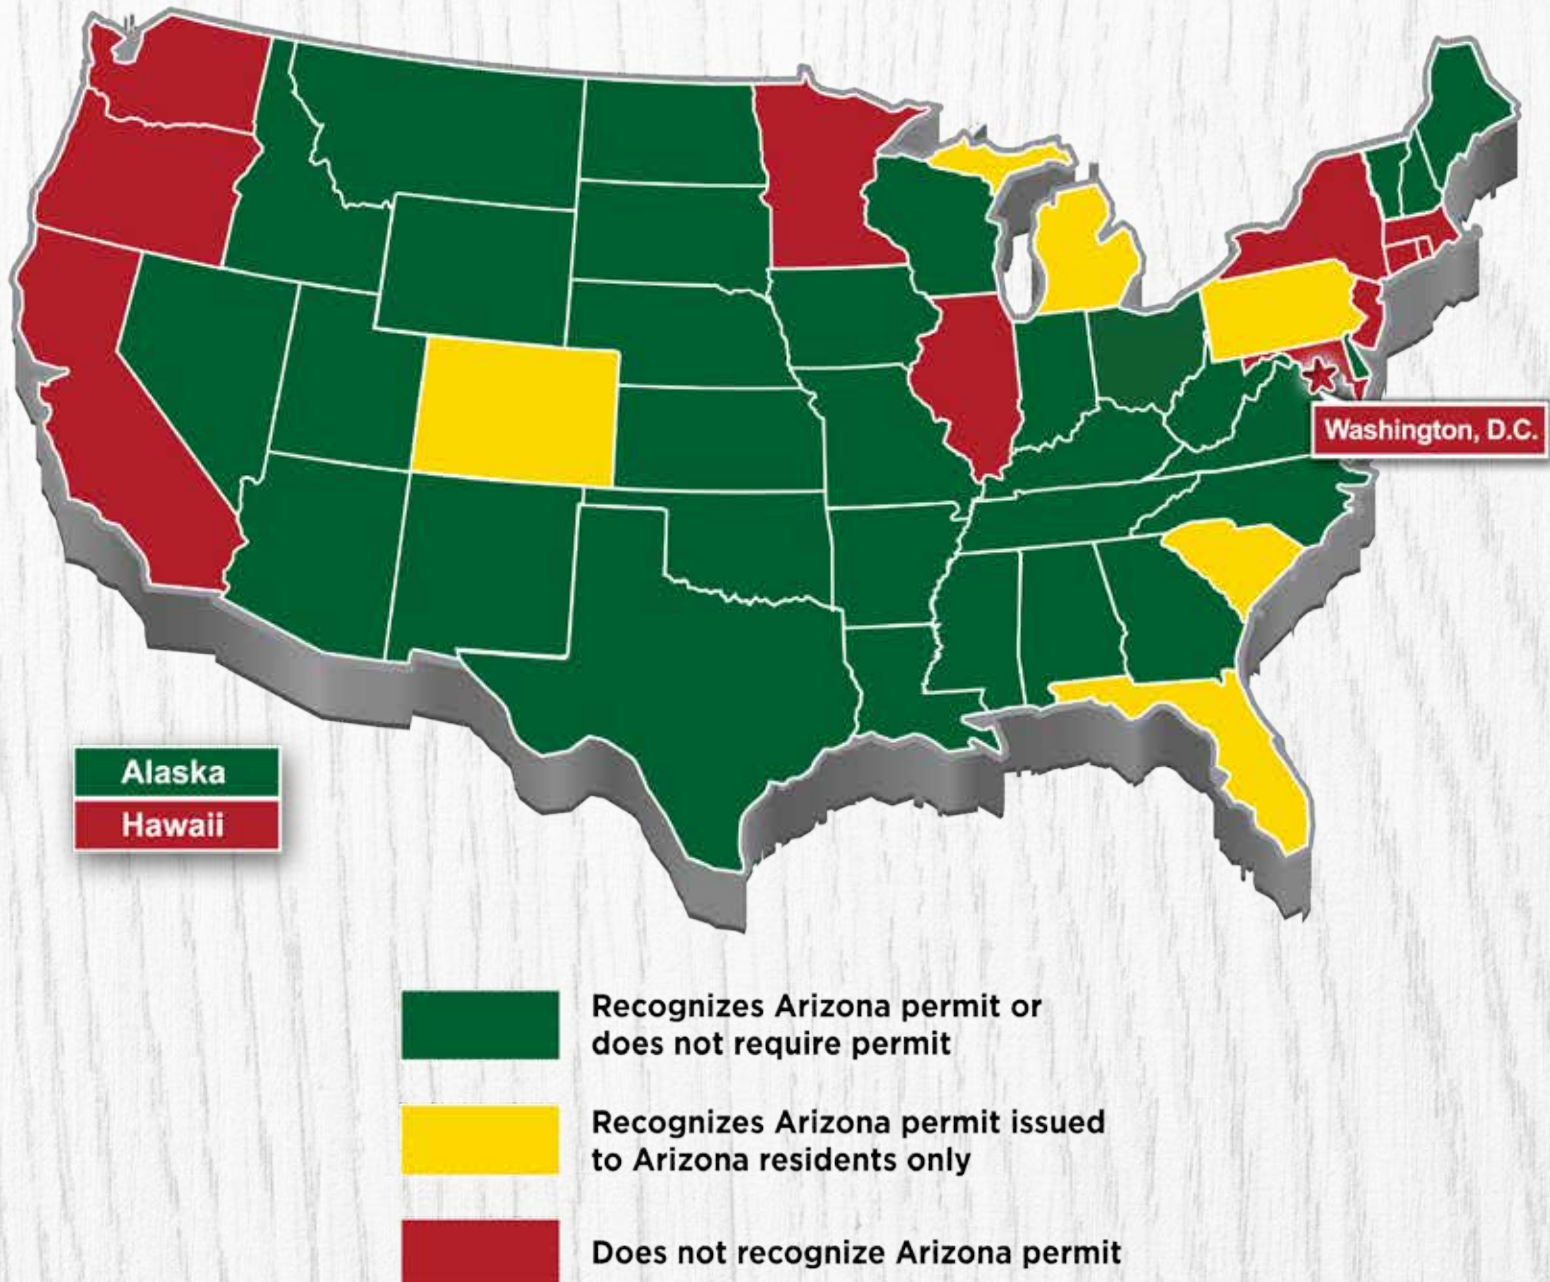 Washington, D.C.
Alaska
Hawaii
Recognizes Arizona permit or
does not require permit
Recognizes Arizona permit issued
to Arizona residents only
Does not recognize Arizona permit